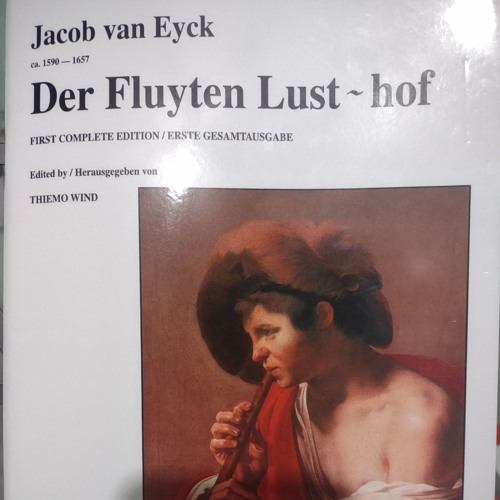 Jacob van Eyck
ca. 1590 — 1657
Der Fluyten Lust ~ hof
FIRST COMPLETE EDITION / ERSTE GESAMTAUSGABE
Edited by / Herausgegeben von
THIEMO WIND